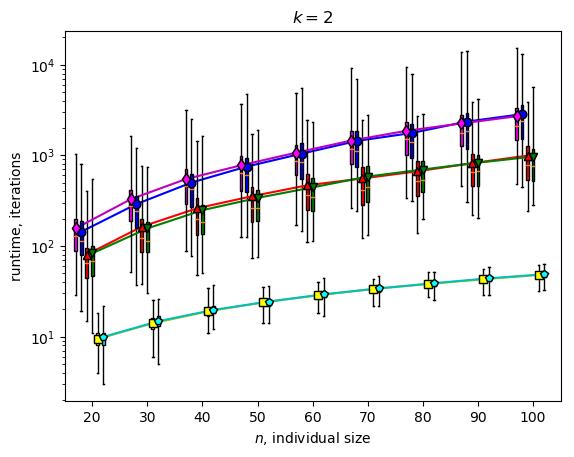 k = 2
runtime, iterations
10⁴
10³
10²
10¹
20 30 40 50 60 70 80 90 100
n, individual size